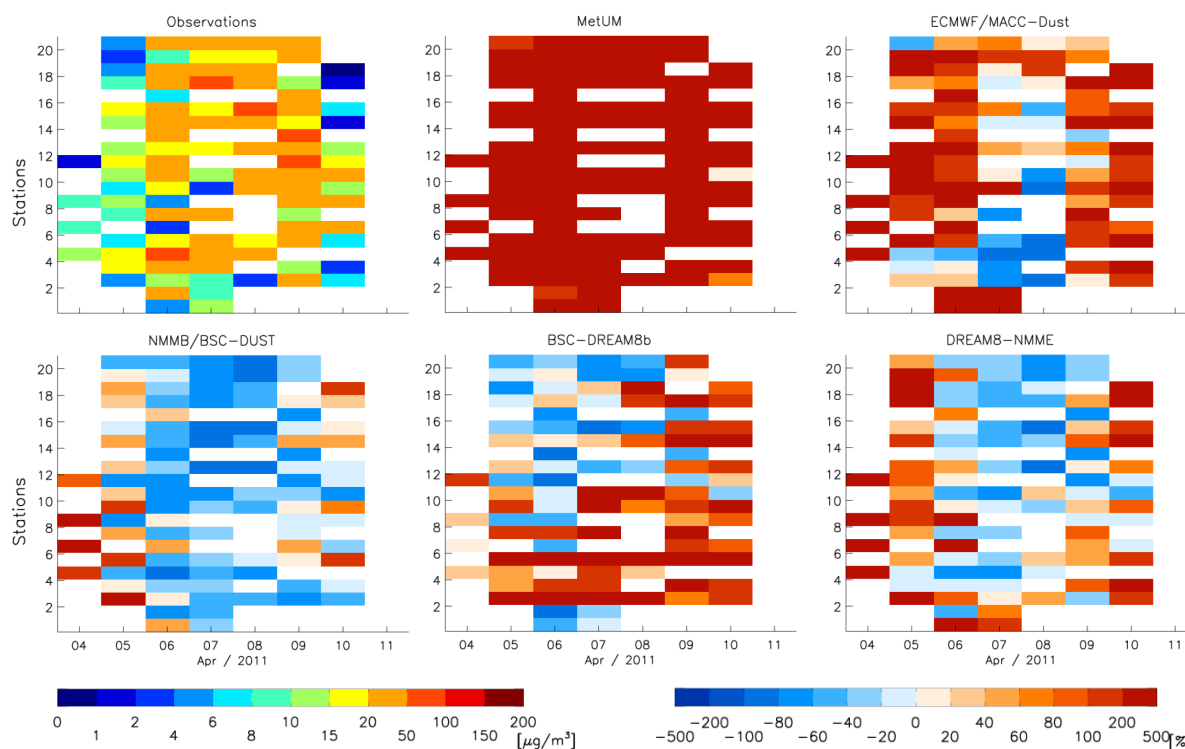 Observations MetUM ECMWF/MACC-Dust
Stations
20
18
16
14
12
10
8
6
4
2
NMMB/BSC-DUST BSC-DREAM8b DREAM8-NMME
Stations
20
18
16
14
12
10
8
6
4
2
04 05 06 07 08 09 10 11 04 05 06 07 08 09 10 11 04 05 06 07 08 09 10 11
Apr / 2011 Apr / 2011 Apr / 2011
0 2 6 10 20 100 200 -200 -80 -40 0 40 80 200
1 4 8 15 50 150 [μg/m³] -500 -100 -60 -20 20 60 100 500 [%]